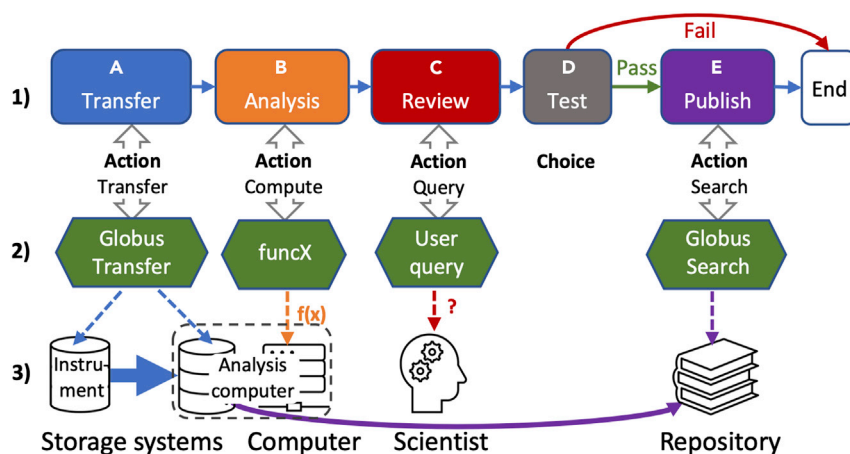 Fail
A B C D E
1) Transfer Analysis Review Test Pass Publish End
Action Action Action Choice Action
Transfer Compute Query Search
Globus User Globus
2) Transfer funcX query Search
f(x) ?
Instru- Analysis
3) ment computer
Storage systems Computer Scientist Repository